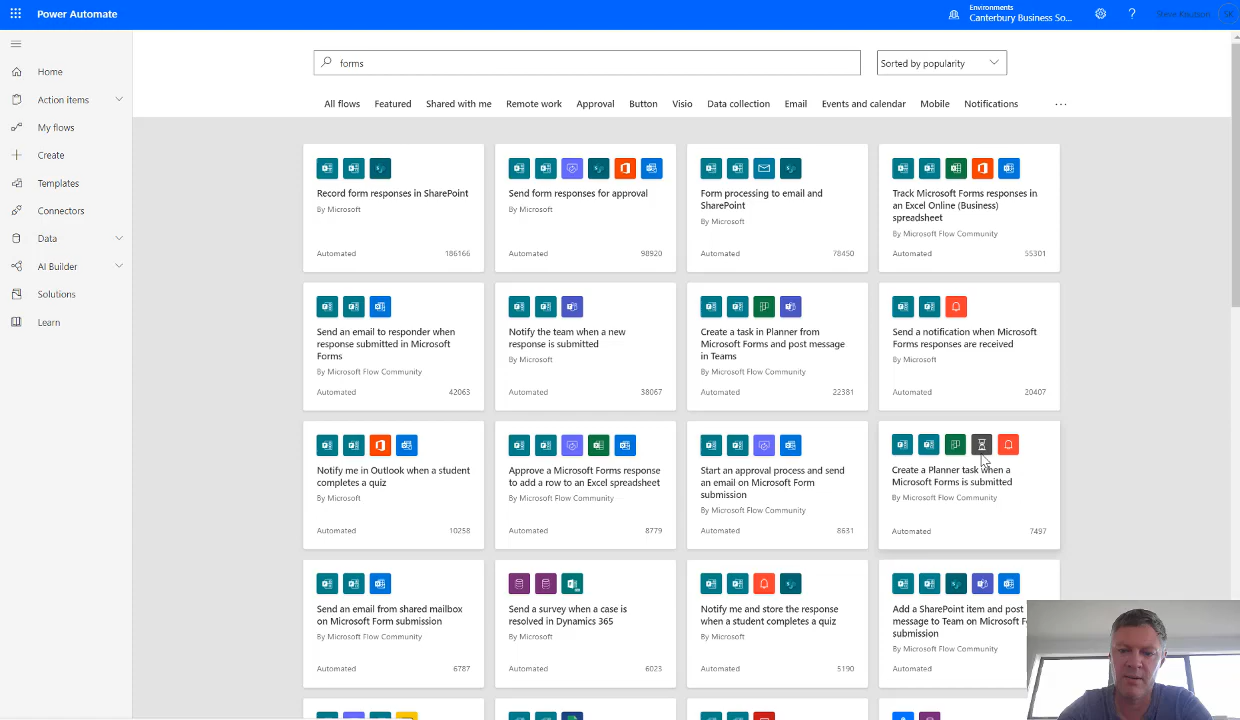 Power Automate
Environments
Canterbury Business So...
?
Steve Knutson
SK
Home
Action items
My flows
Create
Templates
Connectors
Data
AI Builder
Solutions
Learn
forms
Sorted by popularity
All flows
Featured
Shared with me
Remote work
Approval
Button
Visio
Data collection
Email
Events and calendar
Mobile
Notifications
...
Record form responses in SharePoint
By Microsoft
Automated
186166
Send form responses for approval
By Microsoft
Automated
98920
Form processing to email and
SharePoint
By Microsoft
Automated
78450
Track Microsoft Forms responses in
an Excel Online (Business)
spreadsheet
By Microsoft Flow Community
Automated
55301
Send an email to responder when
response submitted in Microsoft
Forms
By Microsoft Flow Community
Automated
42063
Notify the team when a new
response is submitted
By Microsoft
Automated
38067
Create a task in Planner from
Microsoft Forms and post message
in Teams
By Microsoft Flow Community
Automated
22381
Send a notification when Microsoft
Forms responses are received
By Microsoft
Automated
20407
Notify me in Outlook when a student
completes a quiz
By Microsoft
Automated
10258
Approve a Microsoft Forms response
to add a row to an Excel spreadsheet
By Microsoft Flow Community
Automated
8779
Start an approval process and send
an email on Microsoft Form
submission
By Microsoft Flow Community
Automated
8631
Create a Planner task when a
Microsoft Forms is submitted
By Microsoft Flow Community
Automated
7497
Send an email from shared mailbox
on Microsoft Form submission
By Microsoft Flow Community
Automated
6787
Send a survey when a case is
resolved in Dynamics 365
By Microsoft
Automated
6023
Notify me and store the response
when a student completes a quiz
By Microsoft
Automated
5190
Add a SharePoint item and post
message to Team on Microsoft F
submission
By Microsoft Flow Community
Automated